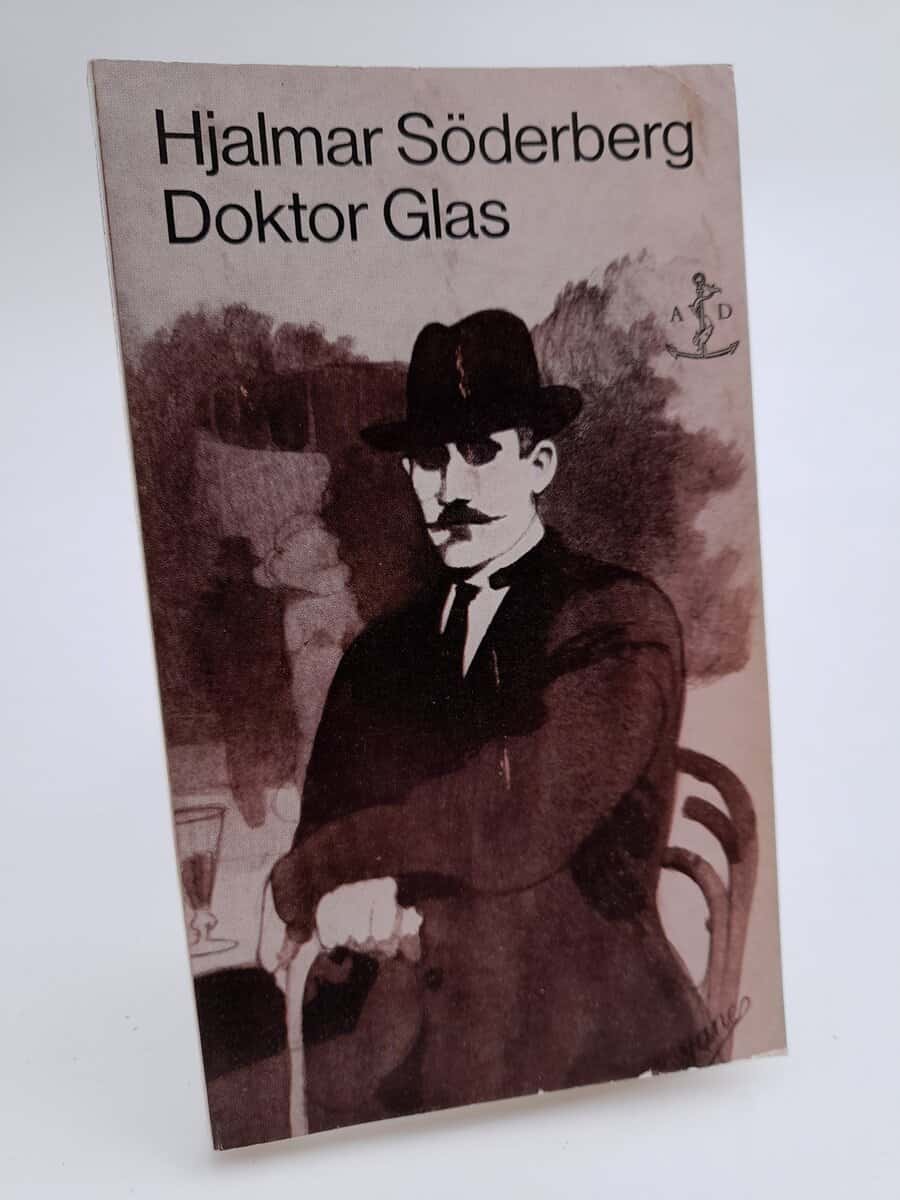 Hjalmar Söderberg
Doktor Glas
A D